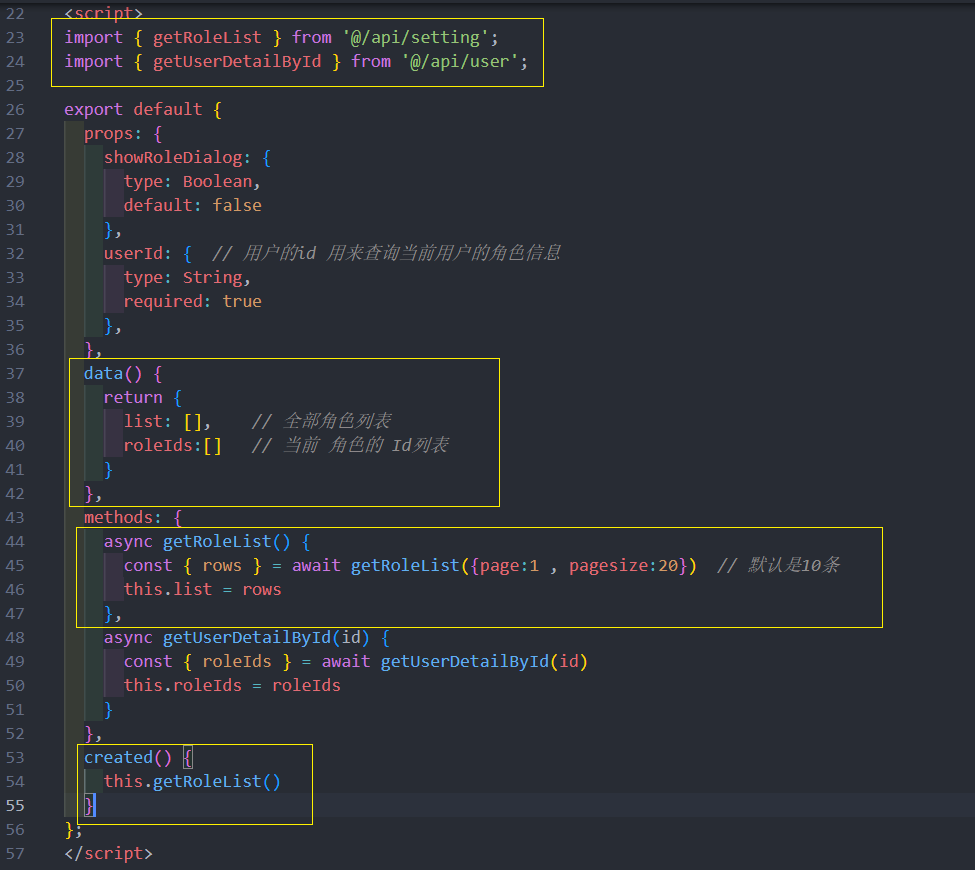 22 <script>
23 import { getRoleList } from '@/api/setting';
24 import { getUserDetailById } from '@/api/user';
25
26 export default {
27   props: {
28     showRoleDialog: {
29       type: Boolean,
30       default: false
31     },
32     userId: {  // 用户的id 用来查询当前用户的角色信息
33       type: String,
34       required: true
35     },
36   },
37   data() {
38     return {
39       list: [],    // 全部角色列表
40       roleIds:[]   // 当前 角色的 Id列表
41     }
42   },
43   methods: {
44     async getRoleList() {
45       const { rows } = await getRoleList({page:1 , pagesize:20})  // 默认是10条
46       this.list = rows
47     },
48     async getUserDetailById(id) {
49       const { roleIds } = await getUserDetailById(id)
50       this.roleIds = roleIds
51     }
52   },
53   created() {
54     this.getRoleList()
55   }
56 };
57 </script>